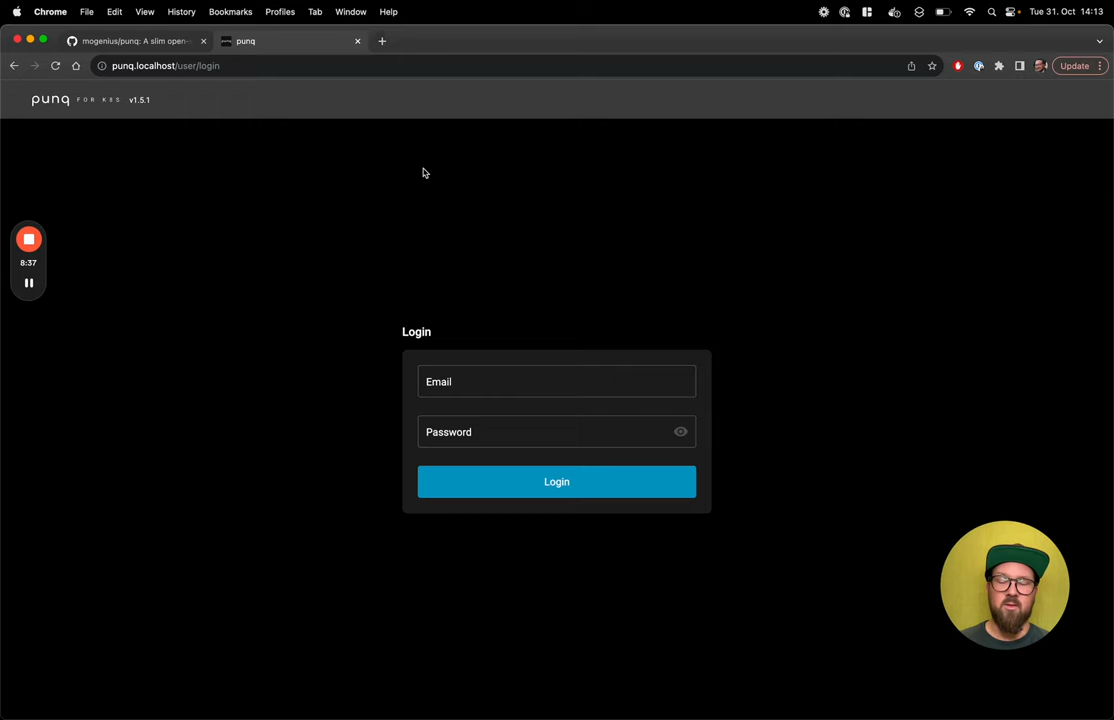 Chrome File Edit View History Bookmarks Profiles Tab Window Help Tue 31. Oct 14:13
mogenius/punq: A slim open- punq
punq.localhost/user/login Update
punq FOR K8S v1.5.1
8:37
Login
Email
Password
Login